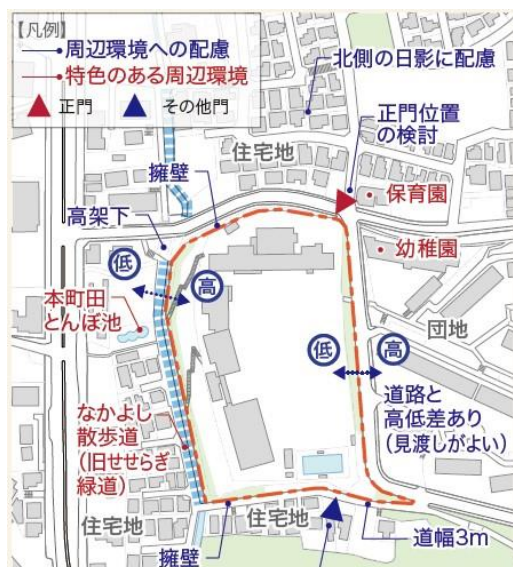 【凡例】
周辺環境への配慮
特色のある周辺環境
正門
その他門
北側の日影に配慮
正門位置
の検討
住宅地
擁壁
保育園
高架下
幼稚園
低
高
本町田
とんぼ池
団地
低
高
道路と
高低差あり
(見渡しがよい)
なかよし
散歩道
(旧せせらぎ
緑道)
住宅地
住宅地
道幅3m
擁壁